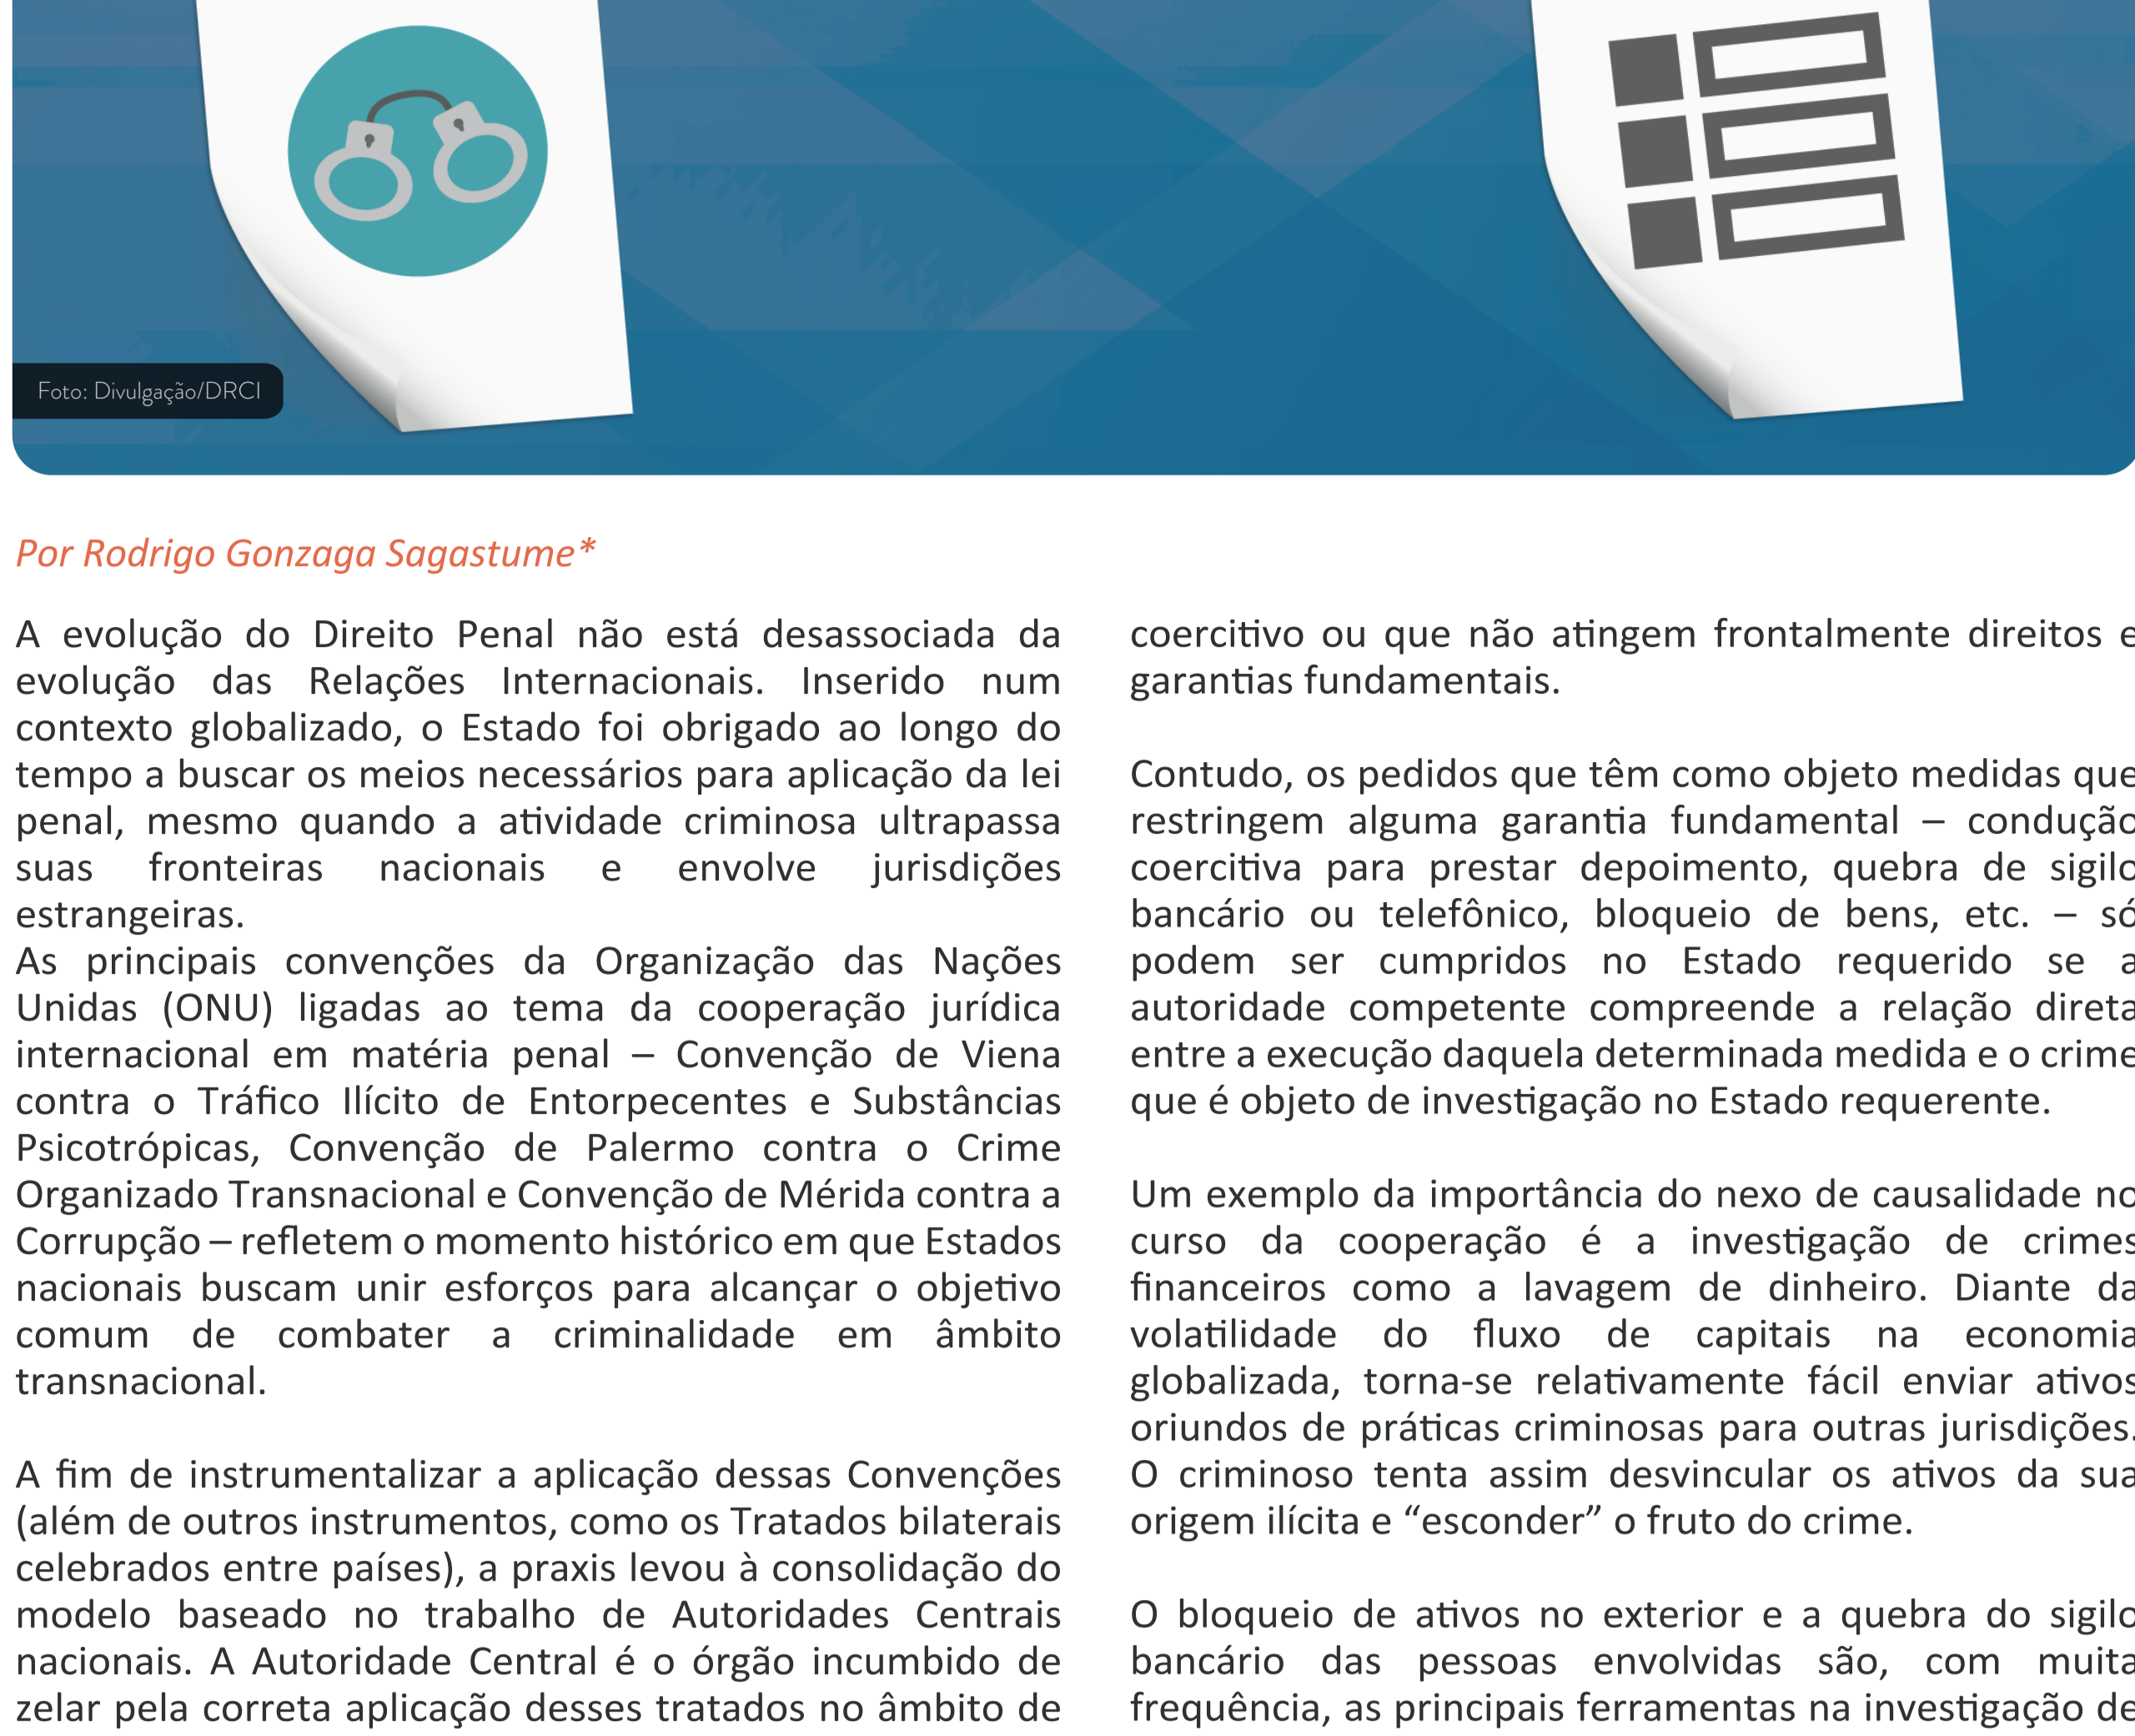 Foto: Divulgação/DRCI
Por Rodrigo Gonzaga Sagastume*
A evolução do Direito Penal não está desassociada da
evolução das Relações Internacionais. Inserido num
contexto globalizado, o Estado foi obrigado ao longo do
tempo a buscar os meios necessários para aplicação da lei
penal, mesmo quando a atividade criminosa ultrapassa
suas fronteiras nacionais e envolve jurisdições
estrangeiras.
As principais convenções da Organização das Nações
Unidas (ONU) ligadas ao tema da cooperação jurídica
internacional em matéria penal – Convenção de Viena
contra o Tráfico Ilícito de Entorpecentes e Substâncias
Psicotrópicas, Convenção de Palermo contra o Crime
Organizado Transnacional e Convenção de Mérida contra a
Corrupção – refletem o momento histórico em que Estados
nacionais buscam unir esforços para alcançar o objetivo
comum de combater a criminalidade em âmbito
transnacional.
A fim de instrumentalizar a aplicação dessas Convenções
(além de outros instrumentos, como os Tratados bilaterais
celebrados entre países), a praxis levou à consolidação do
modelo baseado no trabalho de Autoridades Centrais
nacionais. A Autoridade Central é o órgão incumbido de
zelar pela correta aplicação desses tratados no âmbito de
coercitivo ou que não atingem frontalmente direitos e
garantias fundamentais.
Contudo, os pedidos que têm como objeto medidas que
restringem alguma garantia fundamental – condução
coercitiva para prestar depoimento, quebra de sigilo
bancário ou telefônico, bloqueio de bens, etc. – só
podem ser cumpridos no Estado requerido se a
autoridade competente compreende a relação direta
entre a execução daquela determinada medida e o crime
que é objeto de investigação no Estado requerente.
Um exemplo da importância do nexo de causalidade no
curso da cooperação é a investigação de crimes
financeiros como a lavagem de dinheiro. Diante da
volatilidade do fluxo de capitais na economia
globalizada, torna-se relativamente fácil enviar ativos
oriundos de práticas criminosas para outras jurisdições.
O criminoso tenta assim desvincular os ativos da sua
origem ilícita e “esconder” o fruto do crime.
O bloqueio de ativos no exterior e a quebra do sigilo
bancário das pessoas envolvidas são, com muita
frequência, as principais ferramentas na investigação de